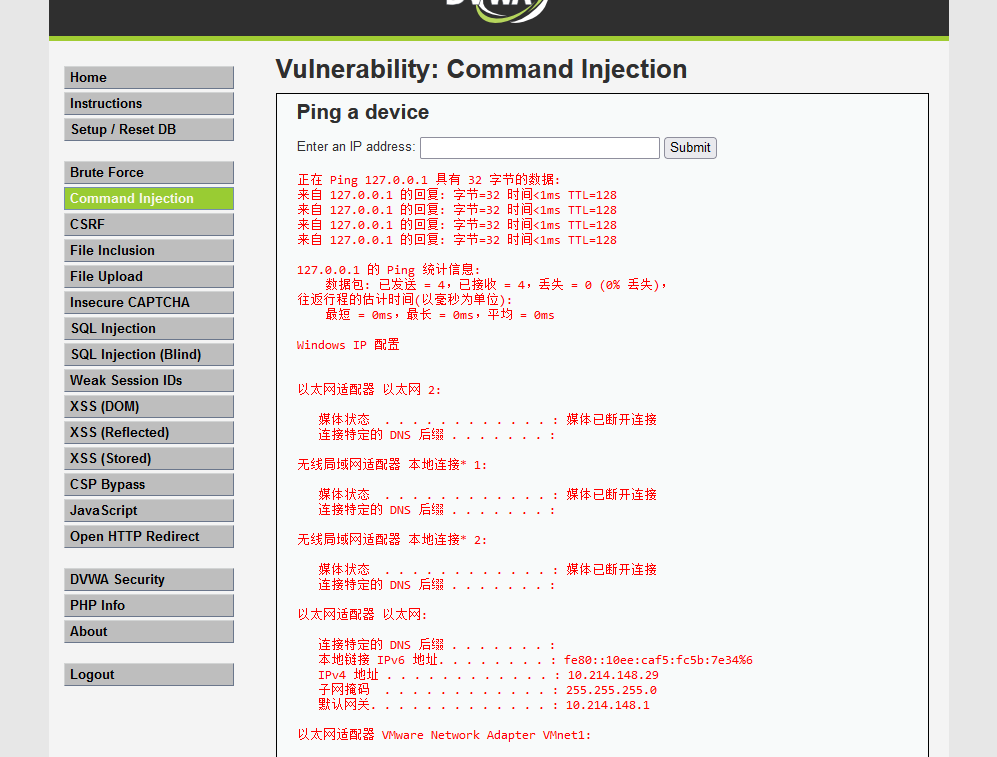 DVWA
Home
Instructions
Setup / Reset DB
Brute Force
Command Injection
CSRF
File Inclusion
File Upload
Insecure CAPTCHA
SQL Injection
SQL Injection (Blind)
Weak Session IDs
XSS (DOM)
XSS (Reflected)
XSS (Stored)
CSP Bypass
JavaScript
Open HTTP Redirect
DVWA Security
PHP Info
About
Logout
Vulnerability: Command Injection
Ping a device
Enter an IP address: Submit
正在 Ping 127.0.0.1 具有 32 字节的数据:
来自 127.0.0.1 的回复: 字节=32 时间<1ms TTL=128
来自 127.0.0.1 的回复: 字节=32 时间<1ms TTL=128
来自 127.0.0.1 的回复: 字节=32 时间<1ms TTL=128
来自 127.0.0.1 的回复: 字节=32 时间<1ms TTL=128
127.0.0.1 的 Ping 统计信息:
数据包: 已发送 = 4，已接收 = 4，丢失 = 0 (0% 丢失)，
往返行程的估计时间(以毫秒为单位):
最短 = 0ms，最长 = 0ms，平均 = 0ms
Windows IP 配置
以太网适配器 以太网 2:
媒体状态 . . . . . . . . . . . . : 媒体已断开连接
连接特定的 DNS 后缀 . . . . . . . :
无线局域网适配器 本地连接* 1:
媒体状态 . . . . . . . . . . . . : 媒体已断开连接
连接特定的 DNS 后缀 . . . . . . . :
无线局域网适配器 本地连接* 2:
媒体状态 . . . . . . . . . . . . : 媒体已断开连接
连接特定的 DNS 后缀 . . . . . . . :
以太网适配器 以太网:
连接特定的 DNS 后缀 . . . . . . . :
本地链接 IPv6 地址. . . . . . . . : fe80::10ee:caf5:fc5b:7e34%6
IPv4 地址 . . . . . . . . . . . . : 10.214.148.29
子网掩码 . . . . . . . . . . . . : 255.255.255.0
默认网关. . . . . . . . . . . . . : 10.214.148.1
以太网适配器 VMware Network Adapter VMnet1: